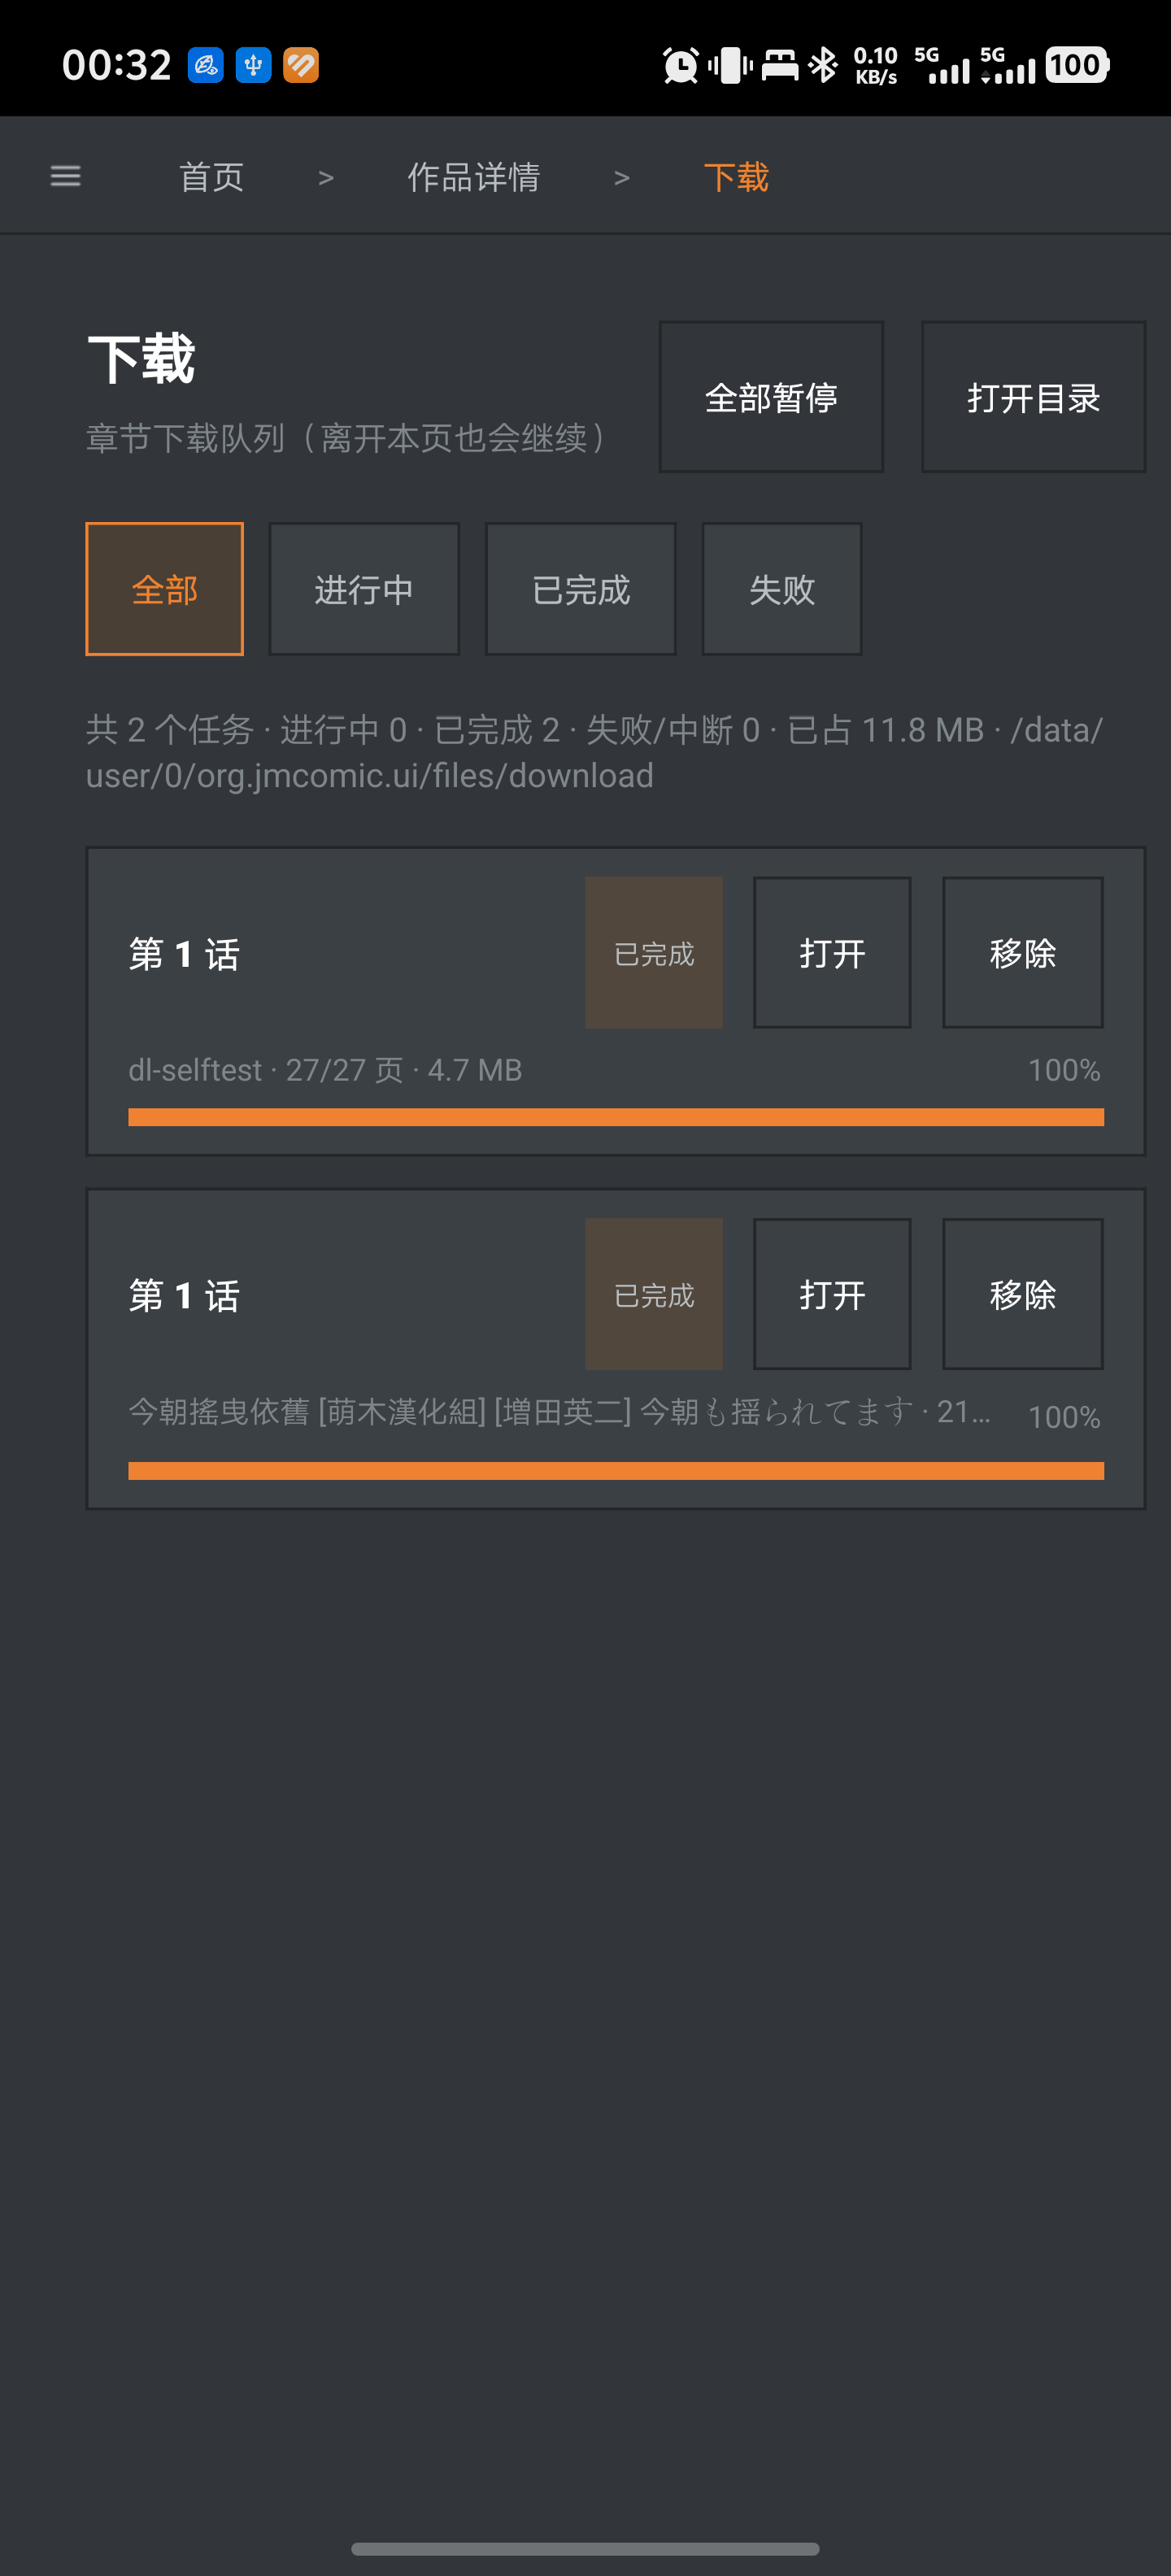 00:32 0.10 KB/s 5G 5G 100
首页 > 作品详情 > 下载
下载
章节下载队列（离开本页也会继续）
全部暂停 打开目录
全部 进行中 已完成 失败
共 2 个任务 · 进行中 0 · 已完成 2 · 失败/中断 0 · 已占 11.8 MB · /data/
user/0/org.jmcomic.ui/files/download
第 1 话 已完成 打开 移除
dl-selftest · 27/27 页 · 4.7 MB 100%
第 1 话 已完成 打开 移除
今朝搖曳依舊 [萌木漢化組] [増田英二] 今朝も揺られてます · 21... 100%